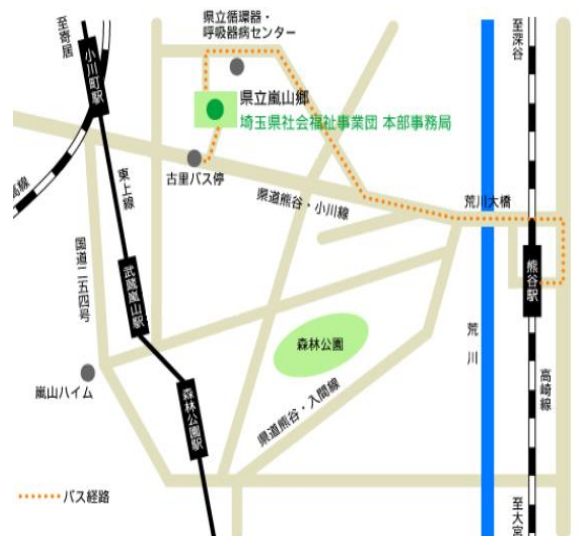 県立循環器・
呼吸器病センター
至寄居
小川町駅
至深谷
県立嵐山郷
埼玉県社会福祉事業団 本部事務局
古里バス停
高線
東上線
県道熊谷・小川線
荒川大橋
国道二五四号
武蔵嵐山駅
熊谷駅
森林公園
荒川
嵐山ハイム
高崎線
森林公園駅
県道熊谷・入間線
バス経路
至大宮